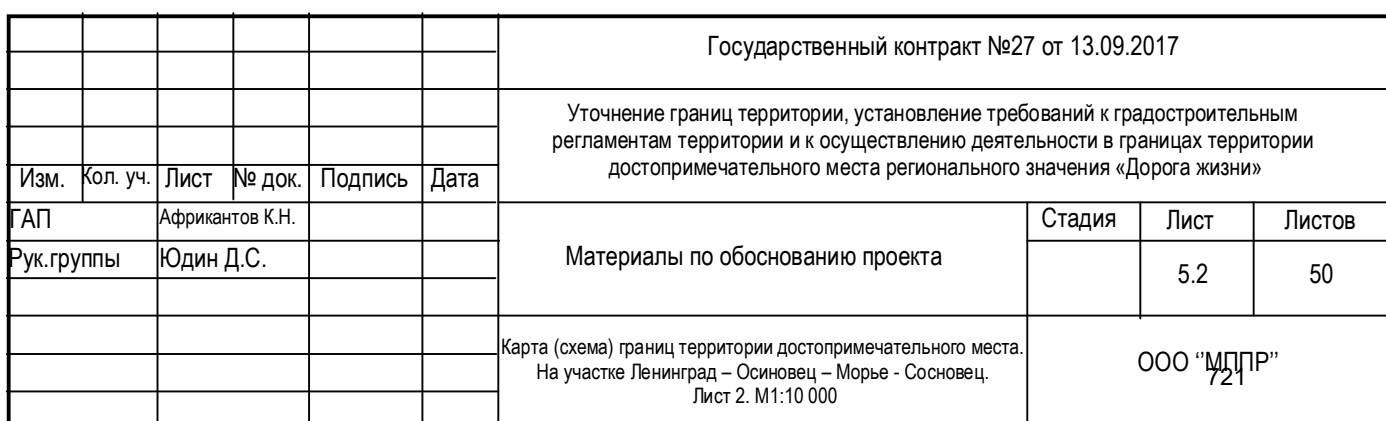 Государственный контракт №27 от 13.09.2017
Уточнение границ территории, установление требований к градостроительным
регламентам территории и к осуществлению деятельности в границах территории
достопримечательного места регионального значения «Дорога жизни»
Изм. Кол. уч. Лист № док. Подпись Дата
ГАП Африкантов К.Н.
Рук.группы Юдин Д.С.
Материалы по обоснованию проекта
Стадия Лист Листов
5.2 50
Карта (схема) границ территории достопримечательного места.
На участке Ленинград – Осиновец – Морье - Сосновец.
Лист 2. М1:10 000
ООО ‘’МППР’’
721